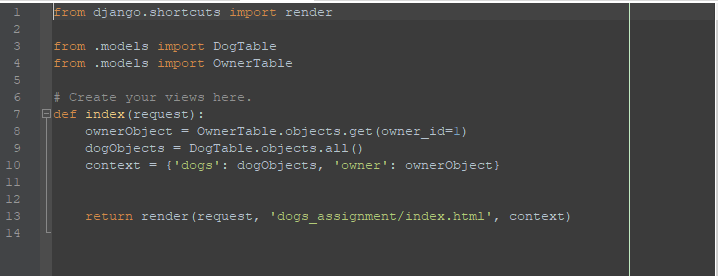 1 from django.shortcuts import render
2
3 from .models import DogTable
4 from .models import OwnerTable
5
6 # Create your views here.
7 def index(request):
8     ownerObject = OwnerTable.objects.get(owner_id=1)
9     dogObjects = DogTable.objects.all()
10     context = {'dogs': dogObjects, 'owner': ownerObject}
11
12
13     return render(request, 'dogs_assignment/index.html', context)
14